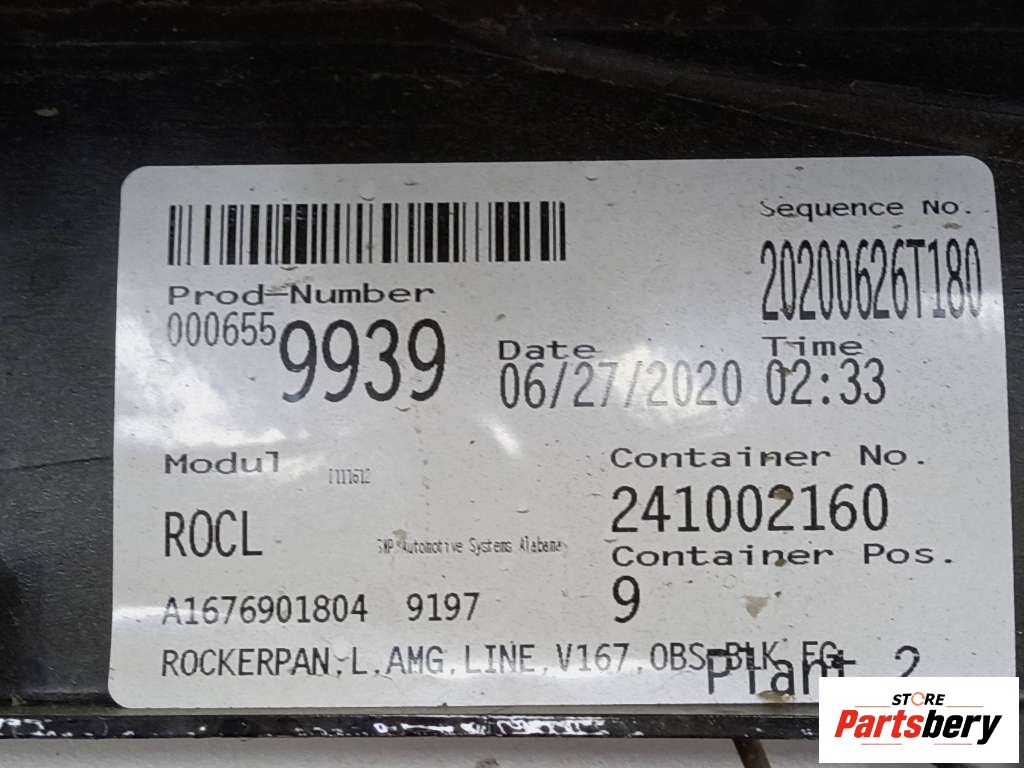 Sequence No.
20200626T180
Prod-Number
000655 9939
Date
06/27/2020
Time
02:33
Modul
1111612
ROCL
SMP Automotive Systems Alabama
Container No.
241002160
Container Pos.
9
A1676901804 9197
ROCKERPAN,L,AMG,LINE,V167,OBS-BLK,FG
Plant 2
STORE
Partsbery